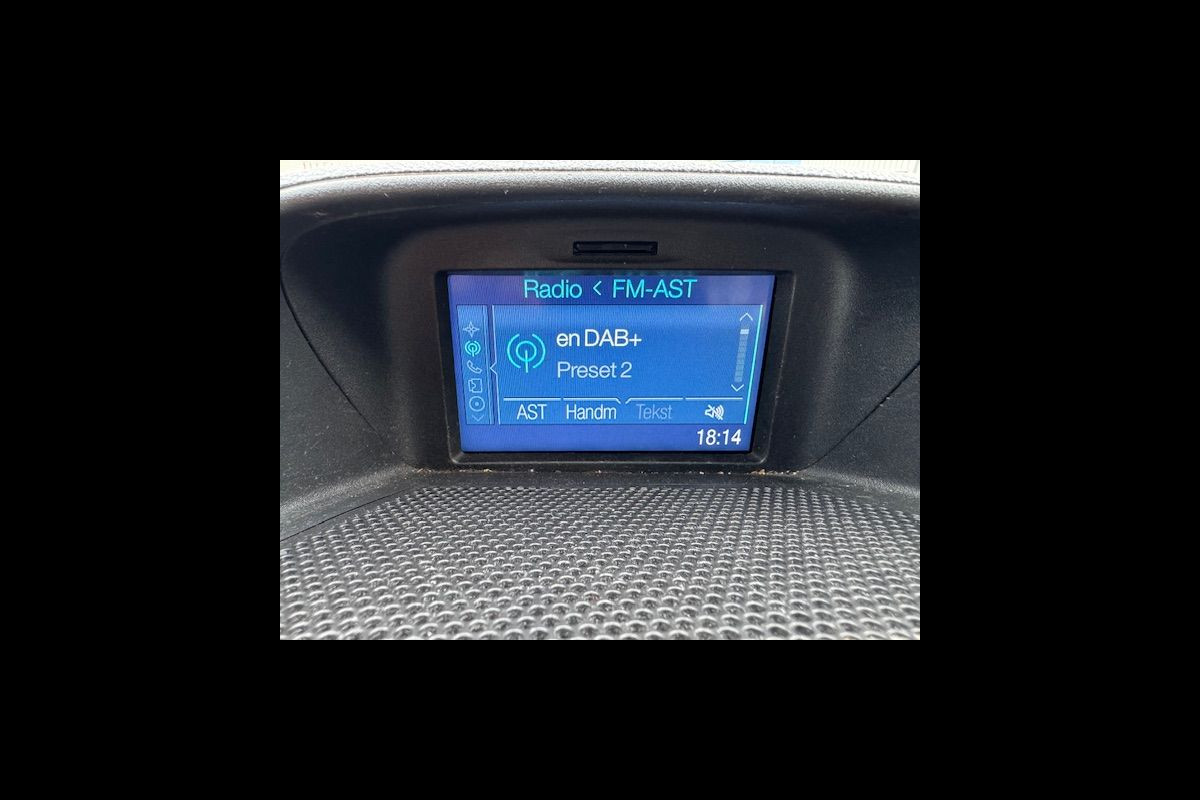 Radio < FM-AST
en DAB+
Preset 2
AST Handm Tekst
18:14